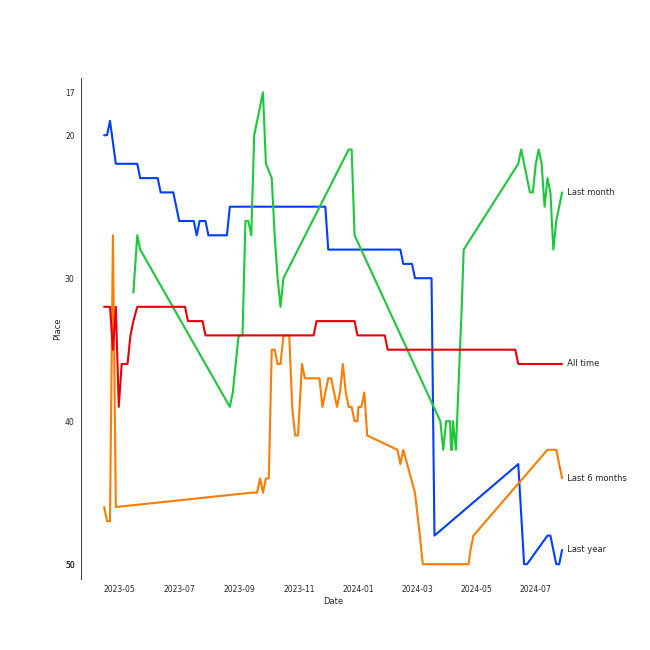 17
20
Last month
30
Place
All time
40
Last 6 months
Last year
50
2023-05 2023-07 2023-09 2023-11 2024-01 2024-03 2024-05 2024-07
Date